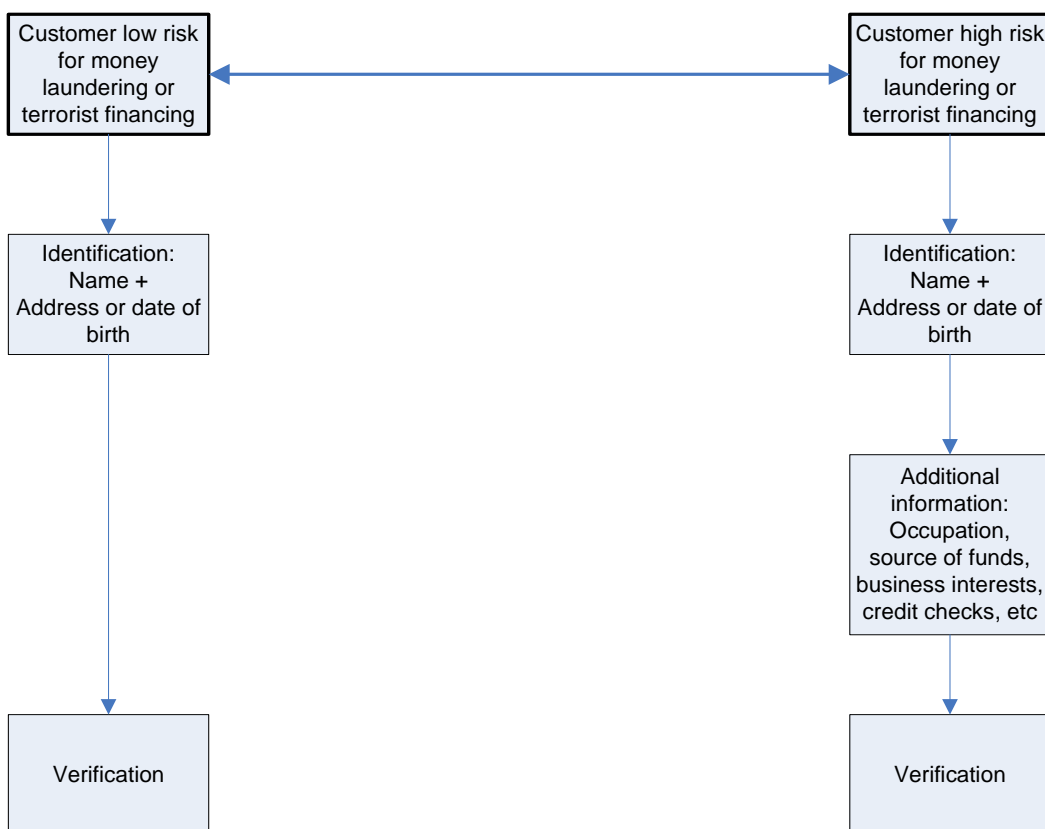 Customer low risk
for money
laundering or
terrorist financing
Customer high risk
for money
laundering or
terrorist financing
Identification:
Name +
Address or date of
birth
Identification:
Name +
Address or date of
birth
Additional
information:
Occupation,
source of funds,
business interests,
credit checks, etc
Verification
Verification